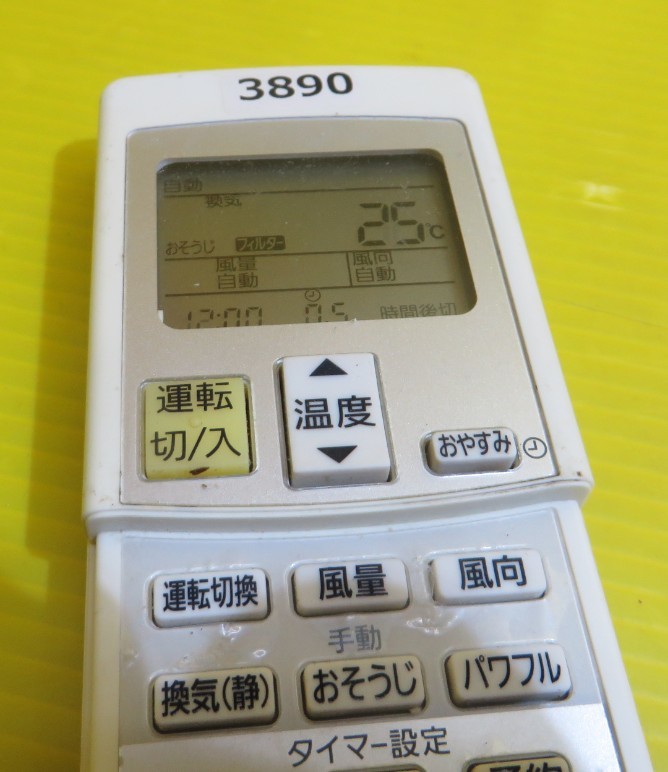 3890
自動
換気
25℃
おそうじ フィルター
風量 風向
自動 自動
12:00 0.5 時間後切
運転
切/入
温度
おやすみ
運転切換 風量 風向
手動
換気(静) おそうじ パワフル
タイマー設定